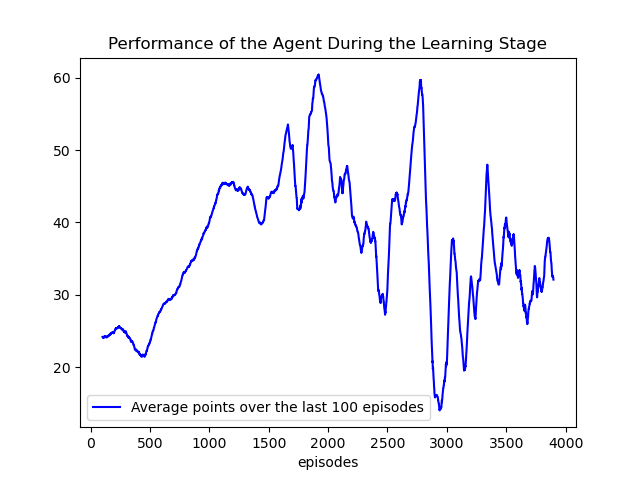 Performance of the Agent During the Learning Stage
60
50
40
30
20
Average points over the last 100 episodes
0 500 1000 1500 2000 2500 3000 3500 4000
episodes